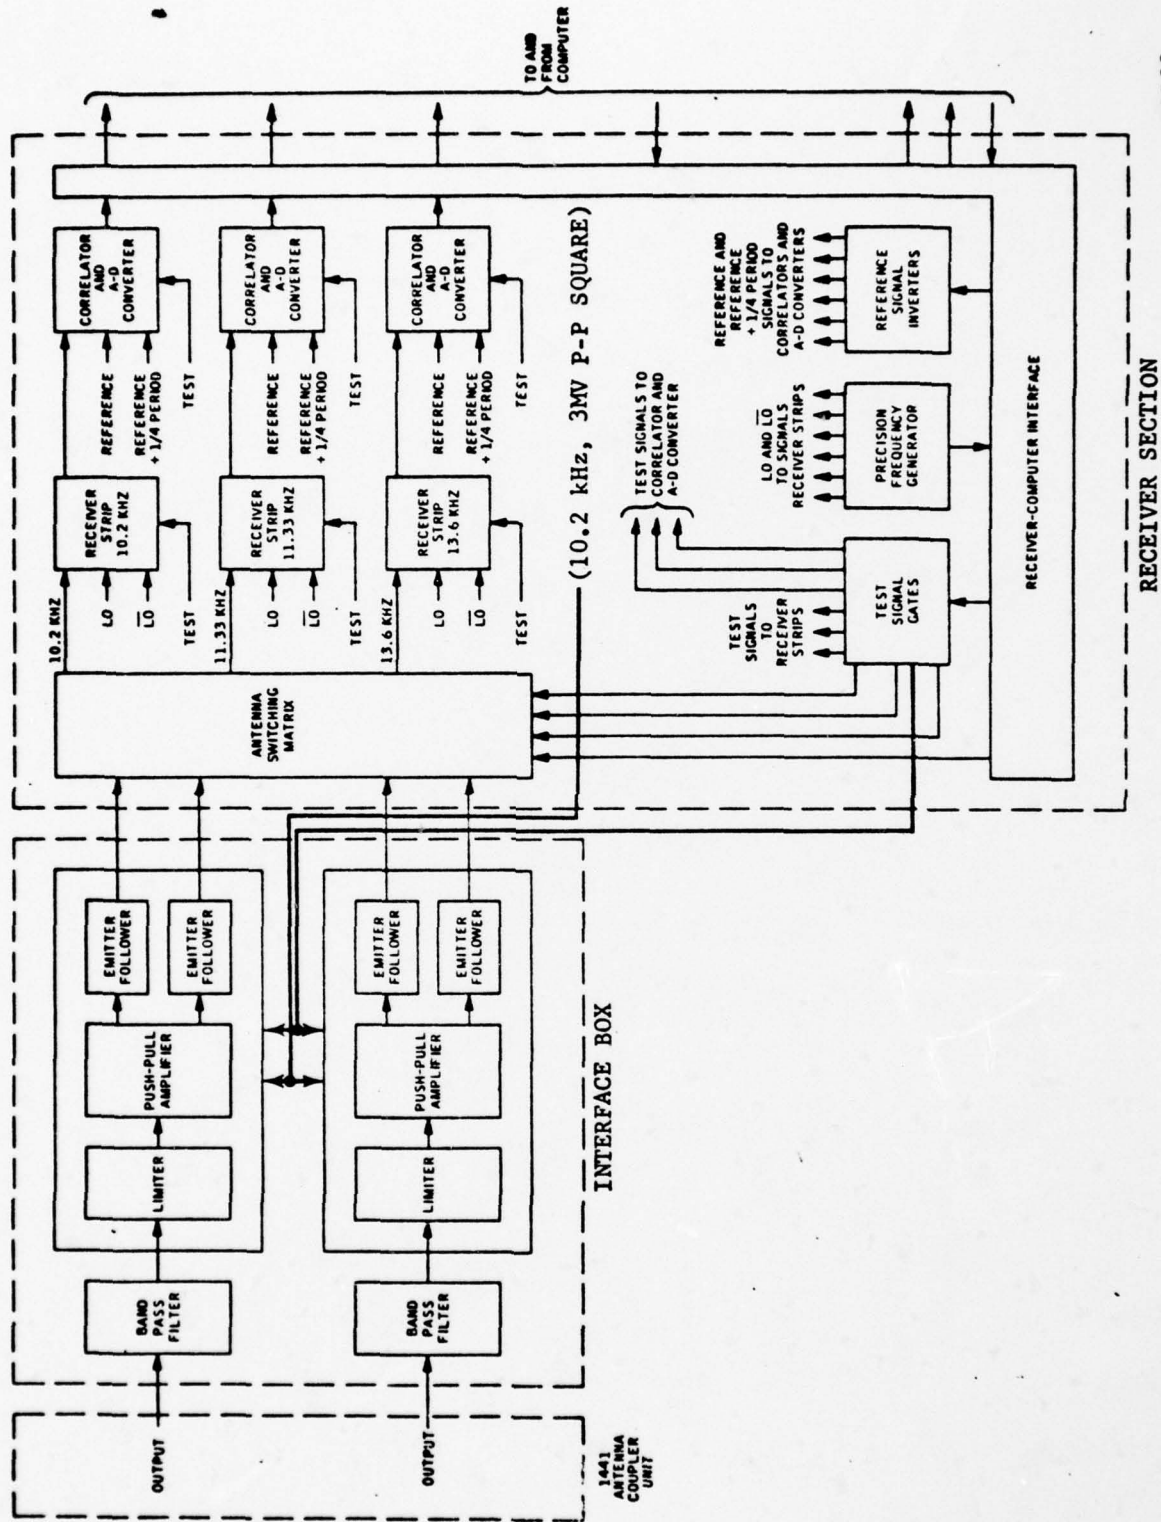 OUTPUT
OUTPUT
1441
ANTENNA
COUPLER
UNIT
BAND
PASS
FILTER
LIMITER
PUSH-PULL
AMPLIFIER
EMITTER
FOLLOWER
EMITTER
FOLLOWER
BAND
PASS
FILTER
LIMITER
PUSH-PULL
AMPLIFIER
EMITTER
FOLLOWER
EMITTER
FOLLOWER
INTERFACE BOX
ANTENNA
SWITCHING
MATRIX
10.2 KHZ
LO
L̅O̅
TEST
RECEIVER
STRIP
10.2 KHZ
REFERENCE
REFERENCE
+ 1/4 PERIOD
TEST
CORRELATOR
AND
A-D
CONVERTER
11.33 KHZ
LO
L̅O̅
TEST
RECEIVER
STRIP
11.33 KHZ
REFERENCE
REFERENCE
+ 1/4 PERIOD
TEST
CORRELATOR
AND
A-D
CONVERTER
13.6 KHZ
LO
L̅O̅
TEST
RECEIVER
STRIP
13.6 KHZ
REFERENCE
REFERENCE
+ 1/4 PERIOD
TEST
CORRELATOR
AND
A-D
CONVERTER
TO AND
FROM
COMPUTER
(10.2 kHz, 3MV P-P SQUARE)
TEST
SIGNALS
TO
RECEIVER
STRIPS
TEST SIGNALS TO
CORRELATOR AND
A-D CONVERTER
TEST
SIGNAL
GATES
LO AND L̅O̅
TO SIGNALS
RECEIVER STRIPS
PRECISION
FREQUENCY
GENERATOR
REFERENCE AND
REFERENCE
+ 1/4 PERIOD
SIGNALS TO
CORRELATORS AND
A-D CONVERTERS
REFERENCE
SIGNAL
INVERTERS
RECEIVER-COMPUTER INTERFACE
RECEIVER SECTION